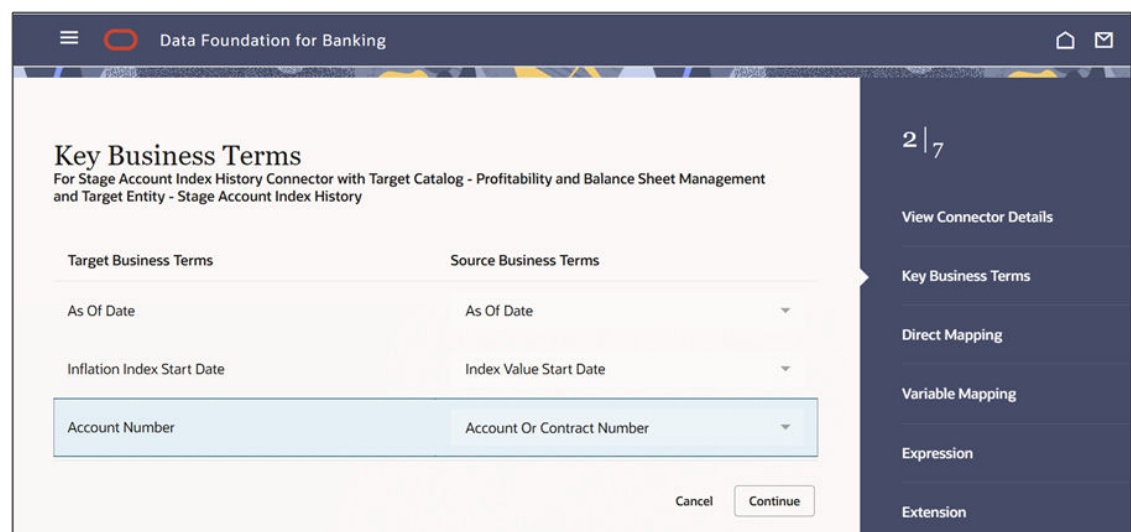 Data Foundation for Banking
Key Business Terms
For Stage Account Index History Connector with Target Catalog - Profitability and Balance Sheet Management
and Target Entity - Stage Account Index History
Target Business Terms
Source Business Terms
As Of Date
As Of Date
Inflation Index Start Date
Index Value Start Date
Account Number
Account Or Contract Number
Cancel
Continue
2|7
View Connector Details
Key Business Terms
Direct Mapping
Variable Mapping
Expression
Extension